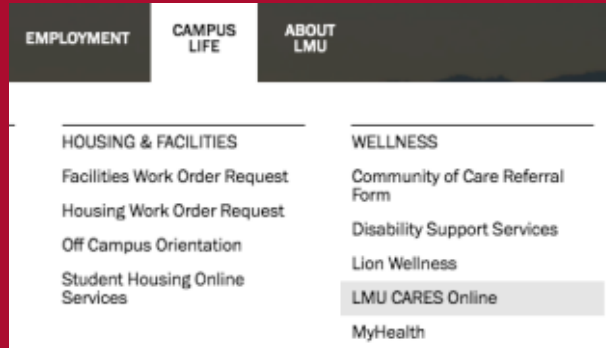 EMPLOYMENT
CAMPUS
LIFE
ABOUT
LMU
HOUSING & FACILITIES
Facilities Work Order Request
Housing Work Order Request
Off Campus Orientation
Student Housing Online
Services
WELLNESS
Community of Care Referral
Form
Disability Support Services
Lion Wellness
LMU CARES Online
MyHealth